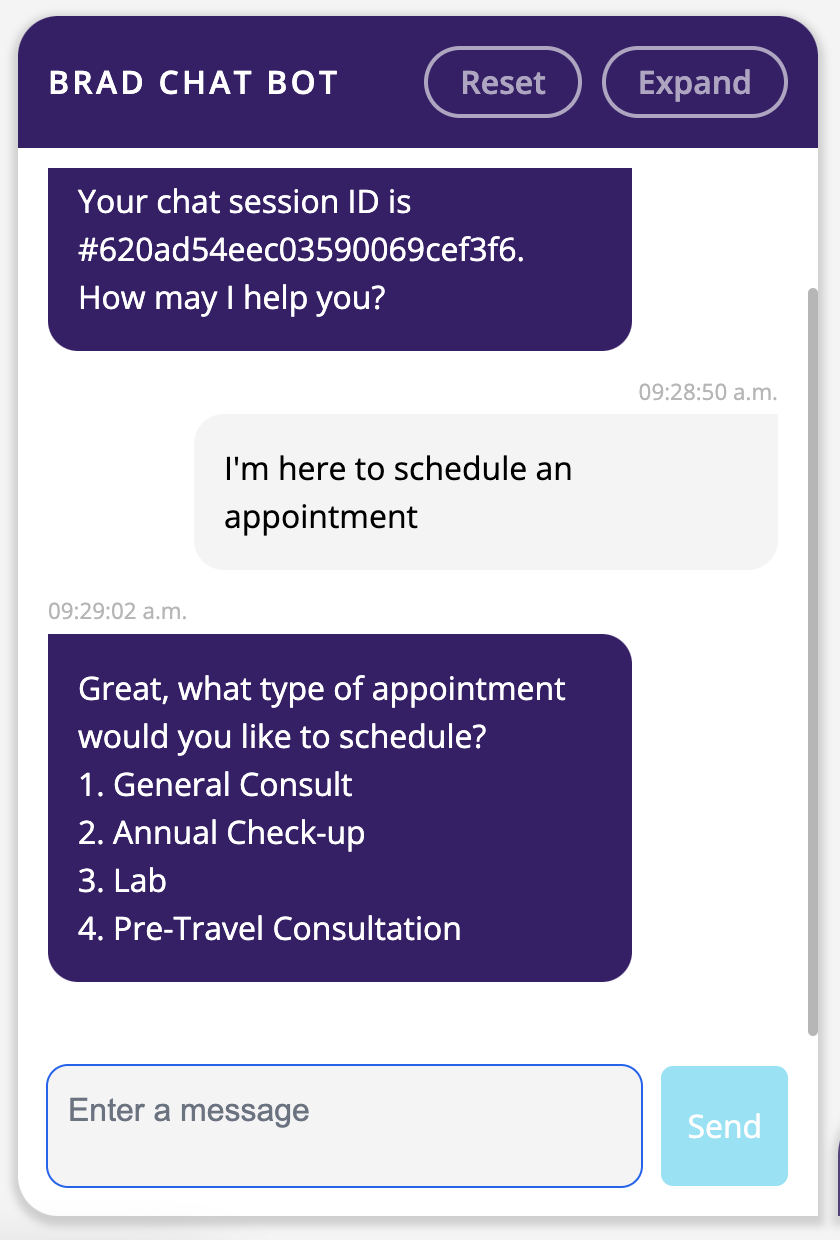 BRAD CHAT BOT
Reset
Expand
Your chat session ID is
#620ad54eec03590069cef3f6.
How may I help you?
09:28:50 a.m.
I'm here to schedule an
appointment
09:29:02 a.m.
Great, what type of appointment
would you like to schedule?
1. General Consult
2. Annual Check-up
3. Lab
4. Pre-Travel Consultation
Enter a message
Send